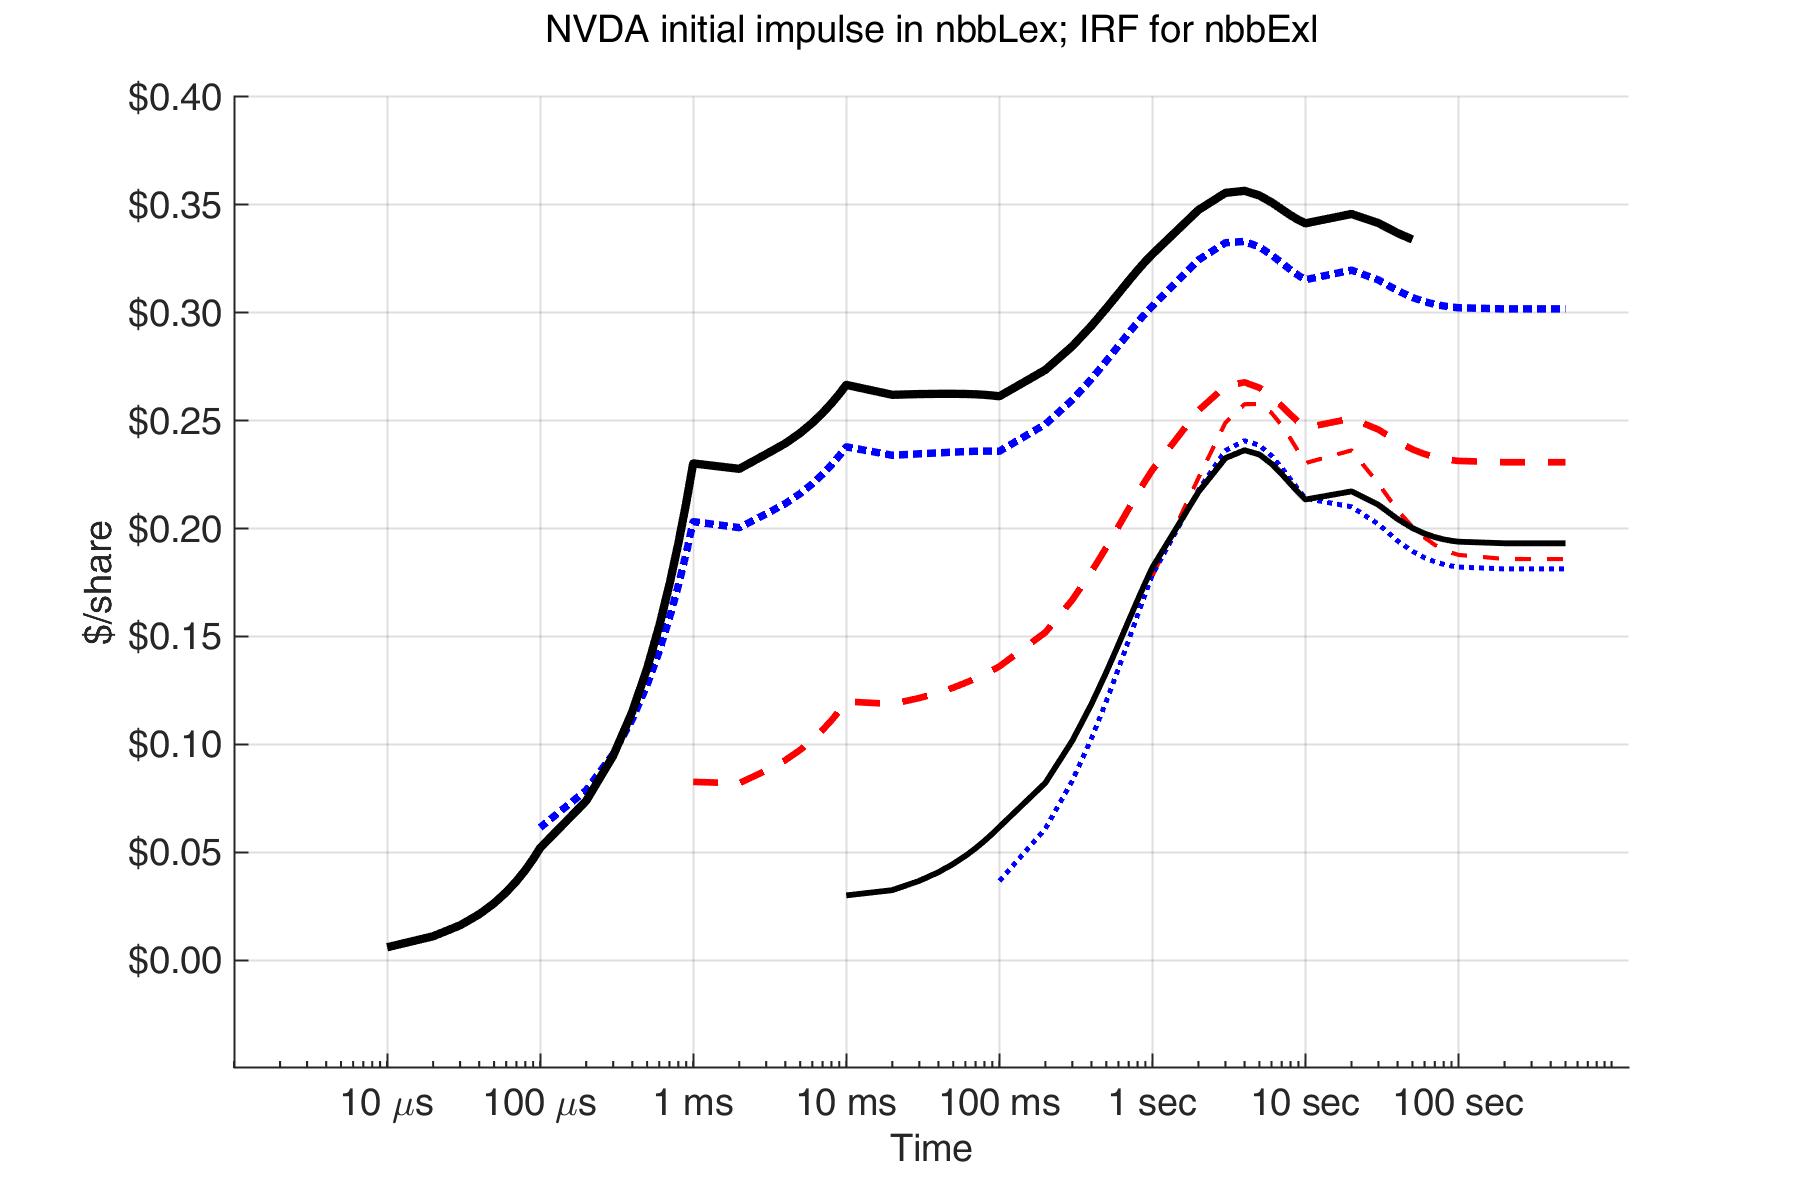 NVDA initial impulse in nbbLex; IRF for nbbExl
$0.40
$0.35
$0.30
$0.25
$0.20
$0.15
$0.10
$0.05
$0.00
$/share
10 μs 100 μs 1 ms 10 ms 100 ms 1 sec 10 sec 100 sec
Time